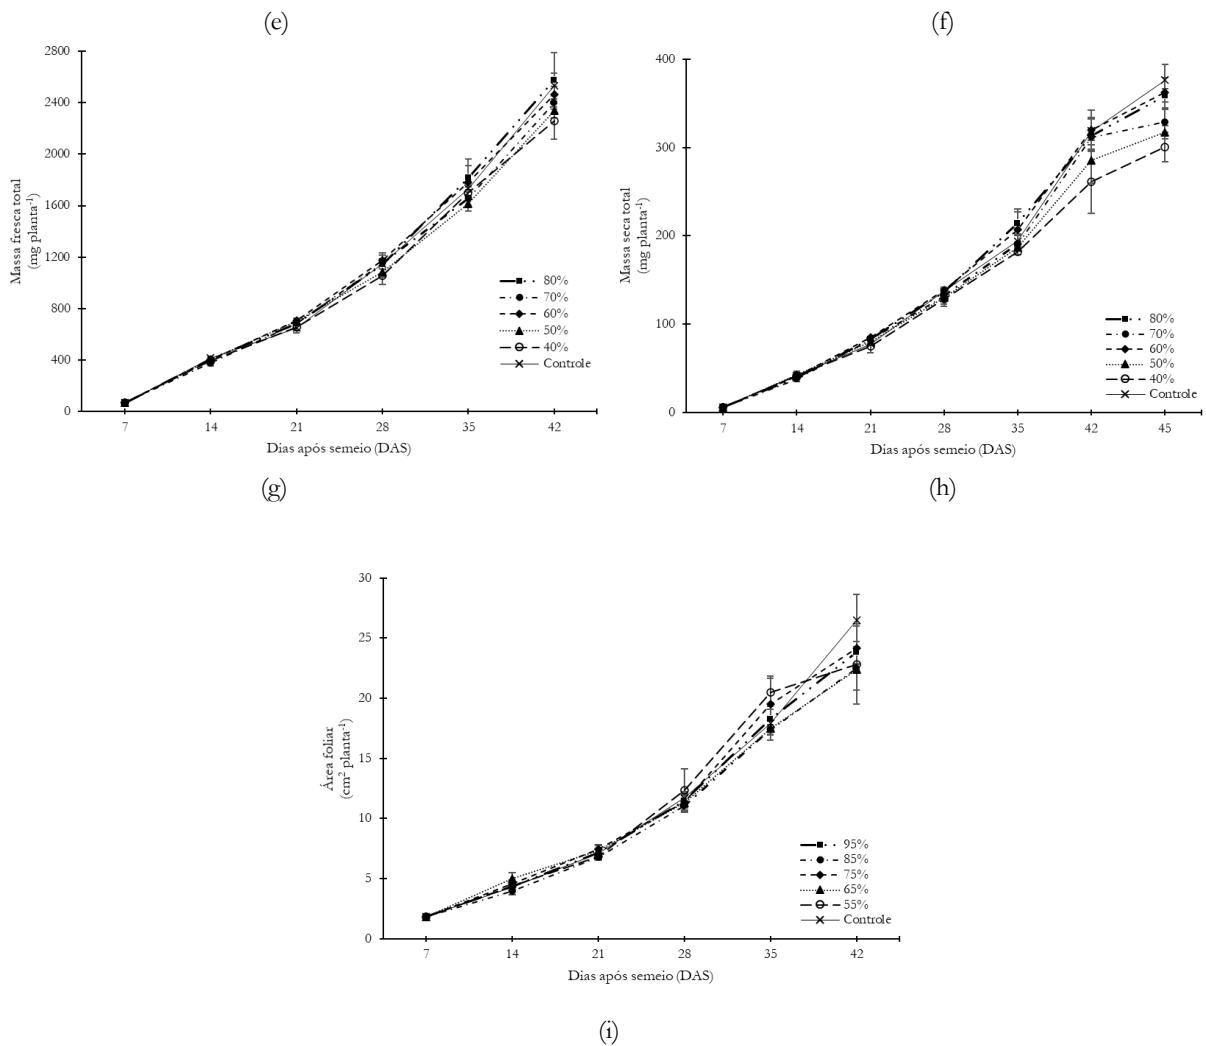 (e)
(f)
2800
2400
2000
1600
1200
800
400
0
Massa fresca total
(mg planta-1)
80%
70%
60%
50%
40%
Controle
7 14 21 28 35 42
Dias após semeio (DAS)
400
300
200
100
0
Massa seca total
(mg planta-1)
80%
70%
60%
50%
40%
Controle
7 14 21 28 35 42 45
Dias após semeio (DAS)
(g)
(h)
30
25
20
15
10
5
0
Área foliar
(cm2 planta-1)
95%
85%
75%
65%
55%
Controle
7 14 21 28 35 42
Dias após semeio (DAS)
(i)